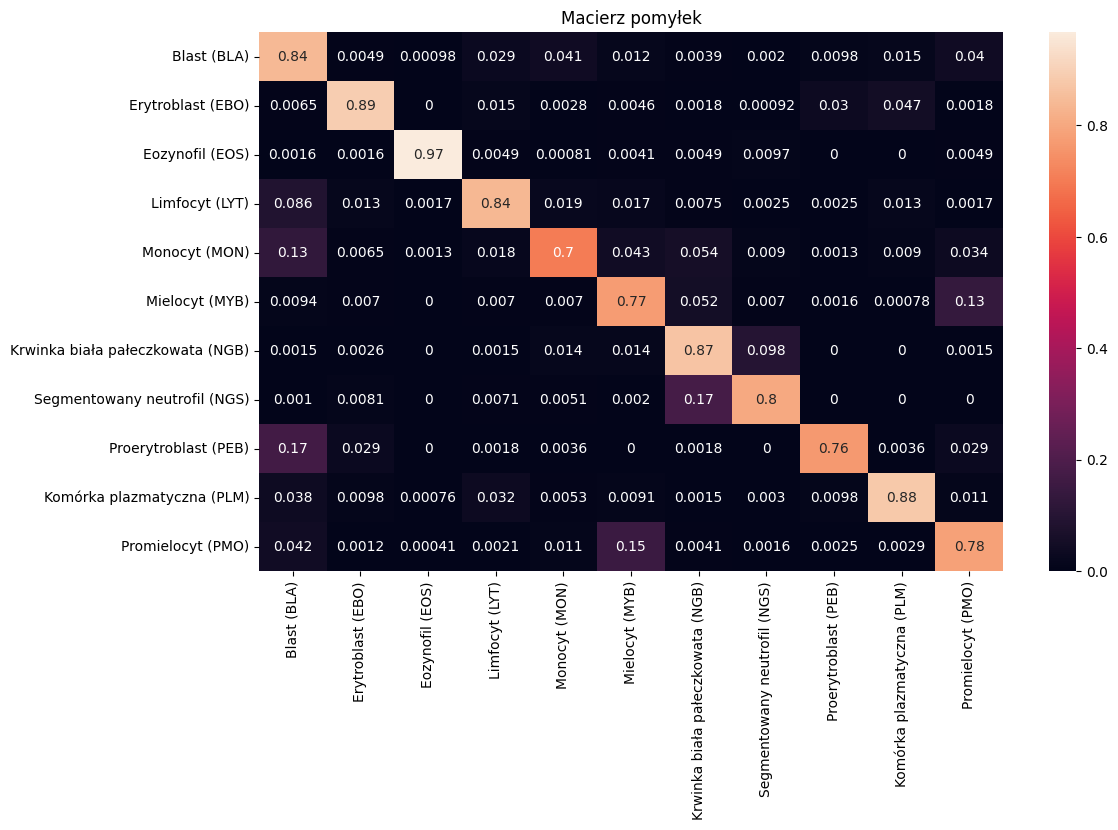 Macierz pomyłek
Blast (BLA) 0.84 0.0049 0.00098 0.029 0.041 0.012 0.0039 0.002 0.0098 0.015 0.04
Erytroblast (EBO) 0.0065 0.89 0 0.015 0.0028 0.0046 0.0018 0.00092 0.03 0.047 0.0018
Eozynofil (EOS) 0.0016 0.0016 0.97 0.0049 0.00081 0.0041 0.0049 0.0097 0 0 0.0049
Limfocyt (LYT) 0.086 0.013 0.0017 0.84 0.019 0.017 0.0075 0.0025 0.0025 0.013 0.0017
Monocyt (MON) 0.13 0.0065 0.0013 0.018 0.7 0.043 0.054 0.009 0.0013 0.009 0.034
Mielocyt (MYB) 0.0094 0.007 0 0.007 0.007 0.77 0.052 0.007 0.0016 0.00078 0.13
Krwinka biała pałeczkowata (NGB) 0.0015 0.0026 0 0.0015 0.014 0.014 0.87 0.098 0 0 0.0015
Segmentowany neutrofil (NGS) 0.001 0.0081 0 0.0071 0.0051 0.002 0.17 0.8 0 0 0
Proerytroblast (PEB) 0.17 0.029 0 0.0018 0.0036 0 0.0018 0 0.76 0.0036 0.029
Komórka plazmatyczna (PLM) 0.038 0.0098 0.00076 0.032 0.0053 0.0091 0.0015 0.003 0.0098 0.88 0.011
Promielocyt (PMO) 0.042 0.0012 0.00041 0.0021 0.011 0.15 0.0041 0.0016 0.0025 0.0029 0.78
Blast (BLA)
Erytroblast (EBO)
Eozynofil (EOS)
Limfocyt (LYT)
Monocyt (MON)
Mielocyt (MYB)
Krwinka biała pałeczkowata (NGB)
Segmentowany neutrofil (NGS)
Proerytroblast (PEB)
Komórka plazmatyczna (PLM)
Promielocyt (PMO)
0.8
0.6
0.4
0.2
0.0